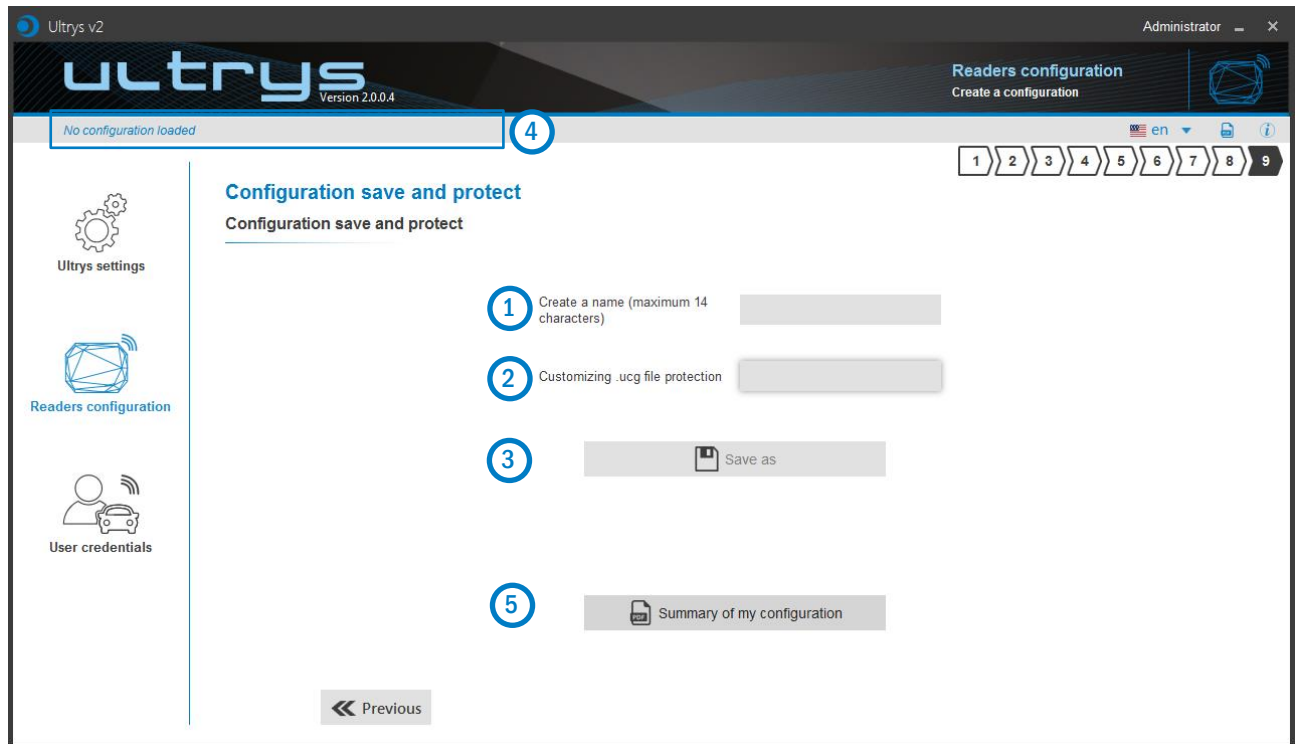 Ultrys v2
Administrator
ultrys
Version 2.0.0.4
Readers configuration
Create a configuration
No configuration loaded
4
en
1 2 3 4 5 6 7 8 9
Configuration save and protect
Configuration save and protect
Ultrys settings
1
Create a name (maximum 14
characters)
2
Customizing .ucg file protection
Readers configuration
3
Save as
User credentials
5
PDF
Summary of my configuration
Previous